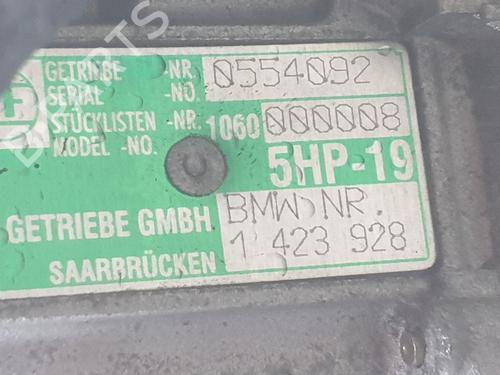 GETRIEBE -NR. 0554092
SERIAL -NO.
STÜCKLISTEN -NR. 1060 000008
MODEL -NO.
5HP-19
GETRIEBE GMBH BMW NR.
SAARBRÜCKEN 1 423 928